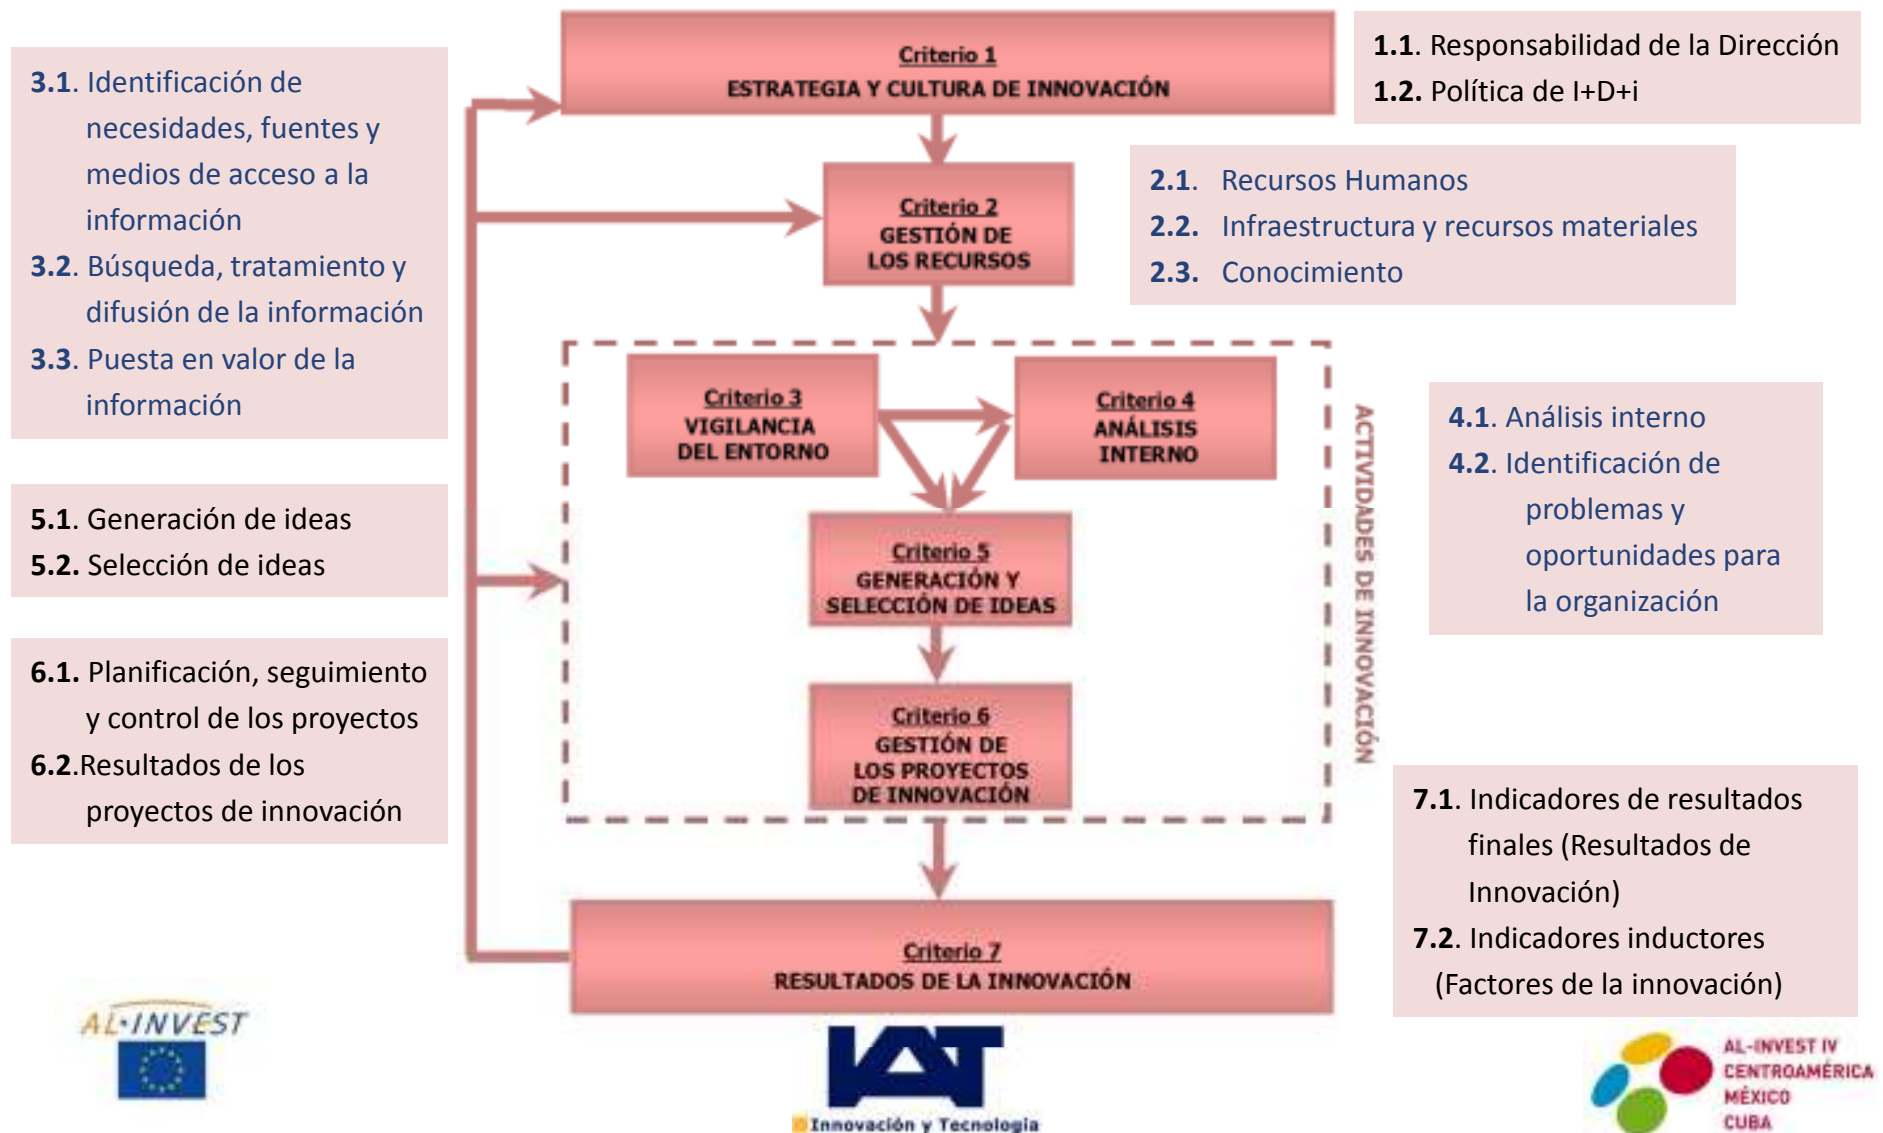 Criterio 1
ESTRATEGIA Y CULTURA DE INNOVACIÓN
1.1. Responsabilidad de la Dirección
1.2. Política de I+D+i
3.1. Identificación de
necesidades, fuentes y
medios de acceso a la
información
3.2. Búsqueda, tratamiento y
difusión de la información
3.3. Puesta en valor de la
información
Criterio 2
GESTIÓN DE
LOS RECURSOS
2.1. Recursos Humanos
2.2. Infraestructura y recursos materiales
2.3. Conocimiento
Criterio 3
VIGILANCIA
DEL ENTORNO
Criterio 4
ANÁLISIS
INTERNO
ACTIVIDADES DE INNOVACIÓN
4.1. Análisis interno
4.2. Identificación de
problemas y
oportunidades para
la organización
5.1. Generación de ideas
5.2. Selección de ideas
Criterio 5
GENERACIÓN Y
SELECCIÓN DE IDEAS
6.1. Planificación, seguimiento
y control de los proyectos
6.2.Resultados de los
proyectos de innovación
Criterio 6
GESTIÓN DE
LOS PROYECTOS
DE INNOVACIÓN
7.1. Indicadores de resultados
finales (Resultados de
Innovación)
7.2. Indicadores inductores
(Factores de la innovación)
Criterio 7
RESULTADOS DE LA INNOVACIÓN
AL·INVEST
IAT
Innovación y Tecnología
AL-INVEST IV
CENTROAMÉRICA
MÉXICO
CUBA